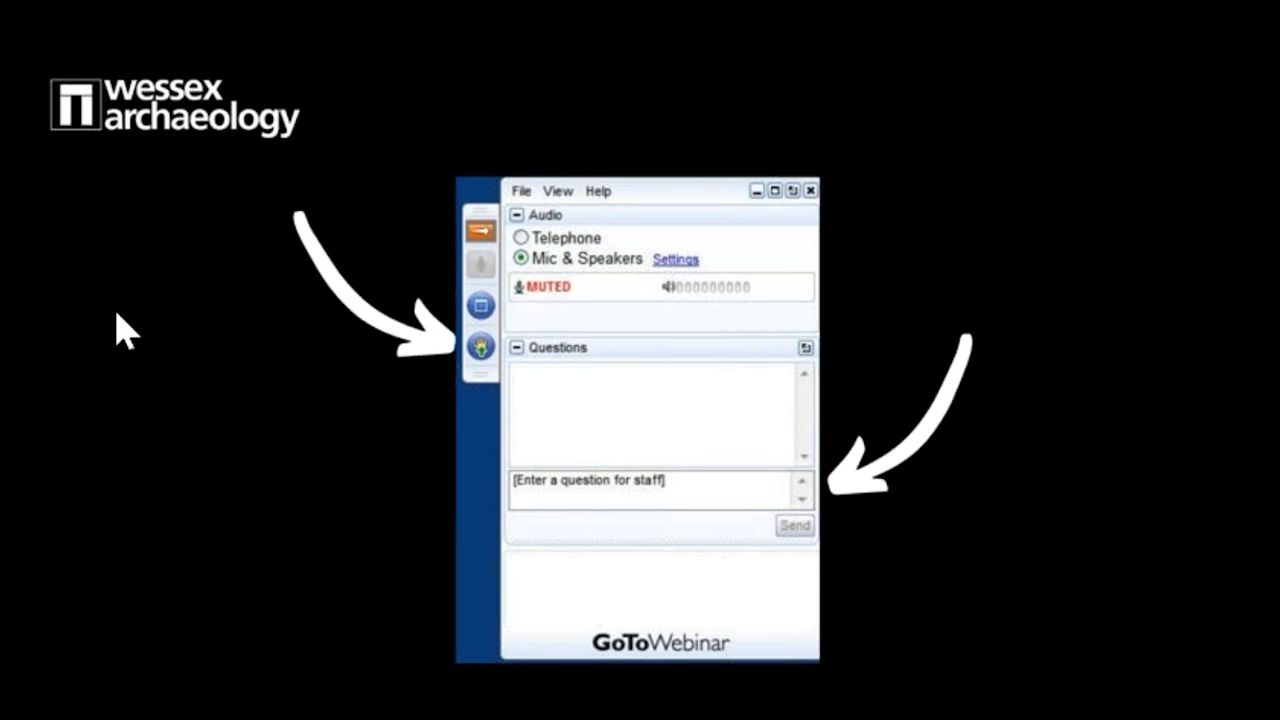 wessex
archaeology
File View Help
Audio
Telephone
Mic & Speakers Settings
MUTED
Questions
[Enter a question for staff]
Send
GoToWebinar